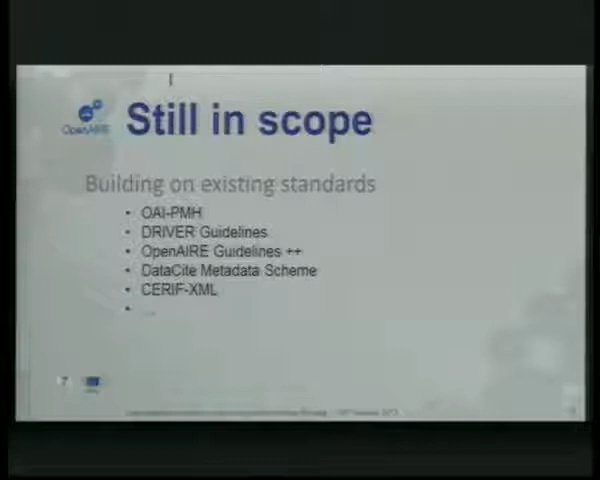 OpenAIRE
Still in scope
Building on existing standards
• OAI-PMH
• DRIVER Guidelines
• OpenAIRE Guidelines ++
• DataCite Metadata Scheme
• CERIF-XML
• ...
7